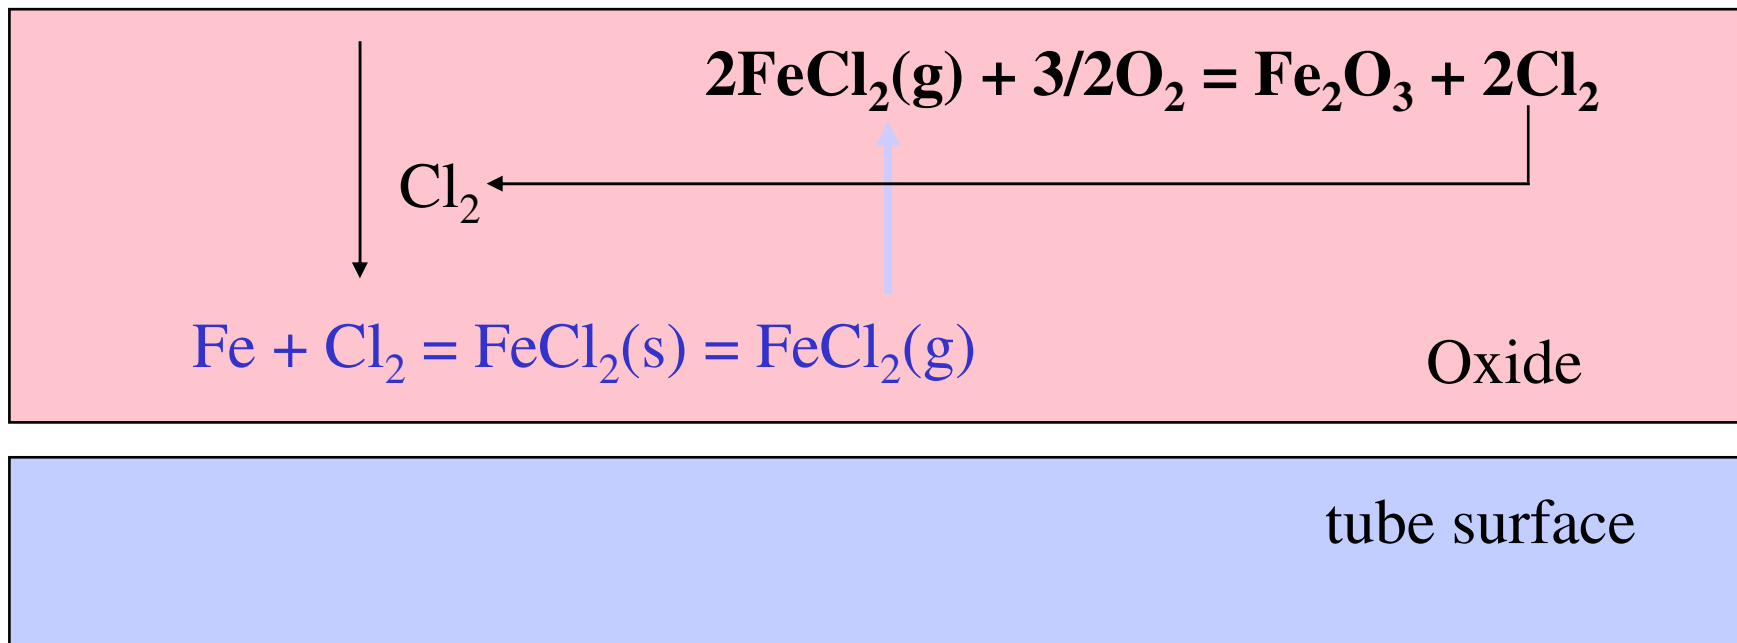 2FeCl₂(g) + 3/2O₂ = Fe₂O₃ + 2Cl₂
Cl₂
Fe + Cl₂ = FeCl₂(s) = FeCl₂(g)
Oxide
tube surface